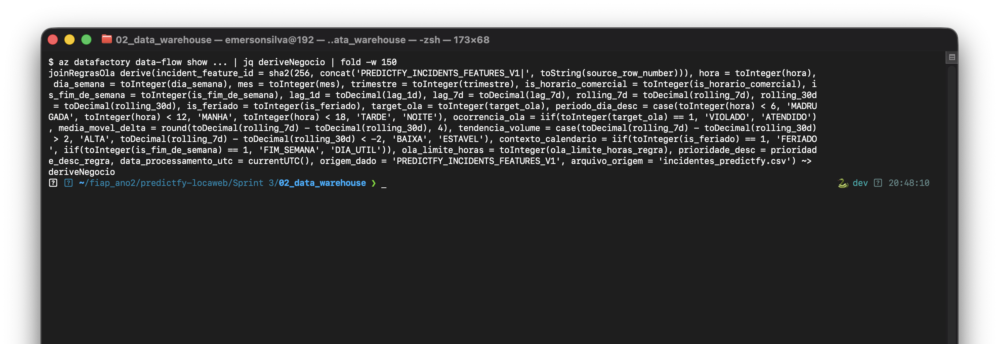 02_data_warehouse — emersonsilva@192 — ..ata_warehouse — -zsh — 173×68
$ az datafactory data-flow show ... | jq deriveNegocio | fold -w 150
joinRegrasOla derive(incident_feature_id = sha2(256, concat('PREDICTFY_INCIDENTS_FEATURES_V1|', toString(source_row_number))), hora = toInteger(hora),
 dia_semana = toInteger(dia_semana), mes = toInteger(mes), trimestre = toInteger(trimestre), is_horario_comercial = toInteger(is_horario_comercial), i
s_fim_de_semana = toInteger(is_fim_de_semana), lag_1d = toDecimal(lag_1d), lag_7d = toDecimal(lag_7d), rolling_7d = toDecimal(rolling_7d), rolling_30d
 = toDecimal(rolling_30d), is_feriado = toInteger(is_feriado), target_ola = toInteger(target_ola), periodo_dia_desc = case(toInteger(hora) < 6, 'MADRU
GADA', toInteger(hora) < 12, 'MANHA', toInteger(hora) < 18, 'TARDE', 'NOITE'), ocorrencia_ola = iif(toInteger(target_ola) == 1, 'VIOLADO', 'ATENDIDO')
, media_movel_delta = round(toDecimal(rolling_7d) - toDecimal(rolling_30d), 4), tendencia_volume = case(toDecimal(rolling_7d) - toDecimal(rolling_30d)
 > 2, 'ALTA', toDecimal(rolling_7d) - toDecimal(rolling_30d) < -2, 'BAIXA', 'ESTAVEL'), contexto_calendario = iif(toInteger(is_feriado) == 1, 'FERIADO
', iif(toInteger(is_fim_de_semana) == 1, 'FIM_SEMANA', 'DIA_UTIL')), ola_limite_horas = toInteger(ola_limite_horas_regra), prioridade_desc = prioridad
e_desc_regra, data_processamento_utc = currentUTC(), origem_dado = 'PREDICTFY_INCIDENTS_FEATURES_V1', arquivo_origem = 'incidentes_predictfy.csv') ~>
deriveNegocio
~/fiap_ano2/predictfy-locaweb/Sprint 3/02_data_warehouse ❯ _ 🐍 dev 20:48:10